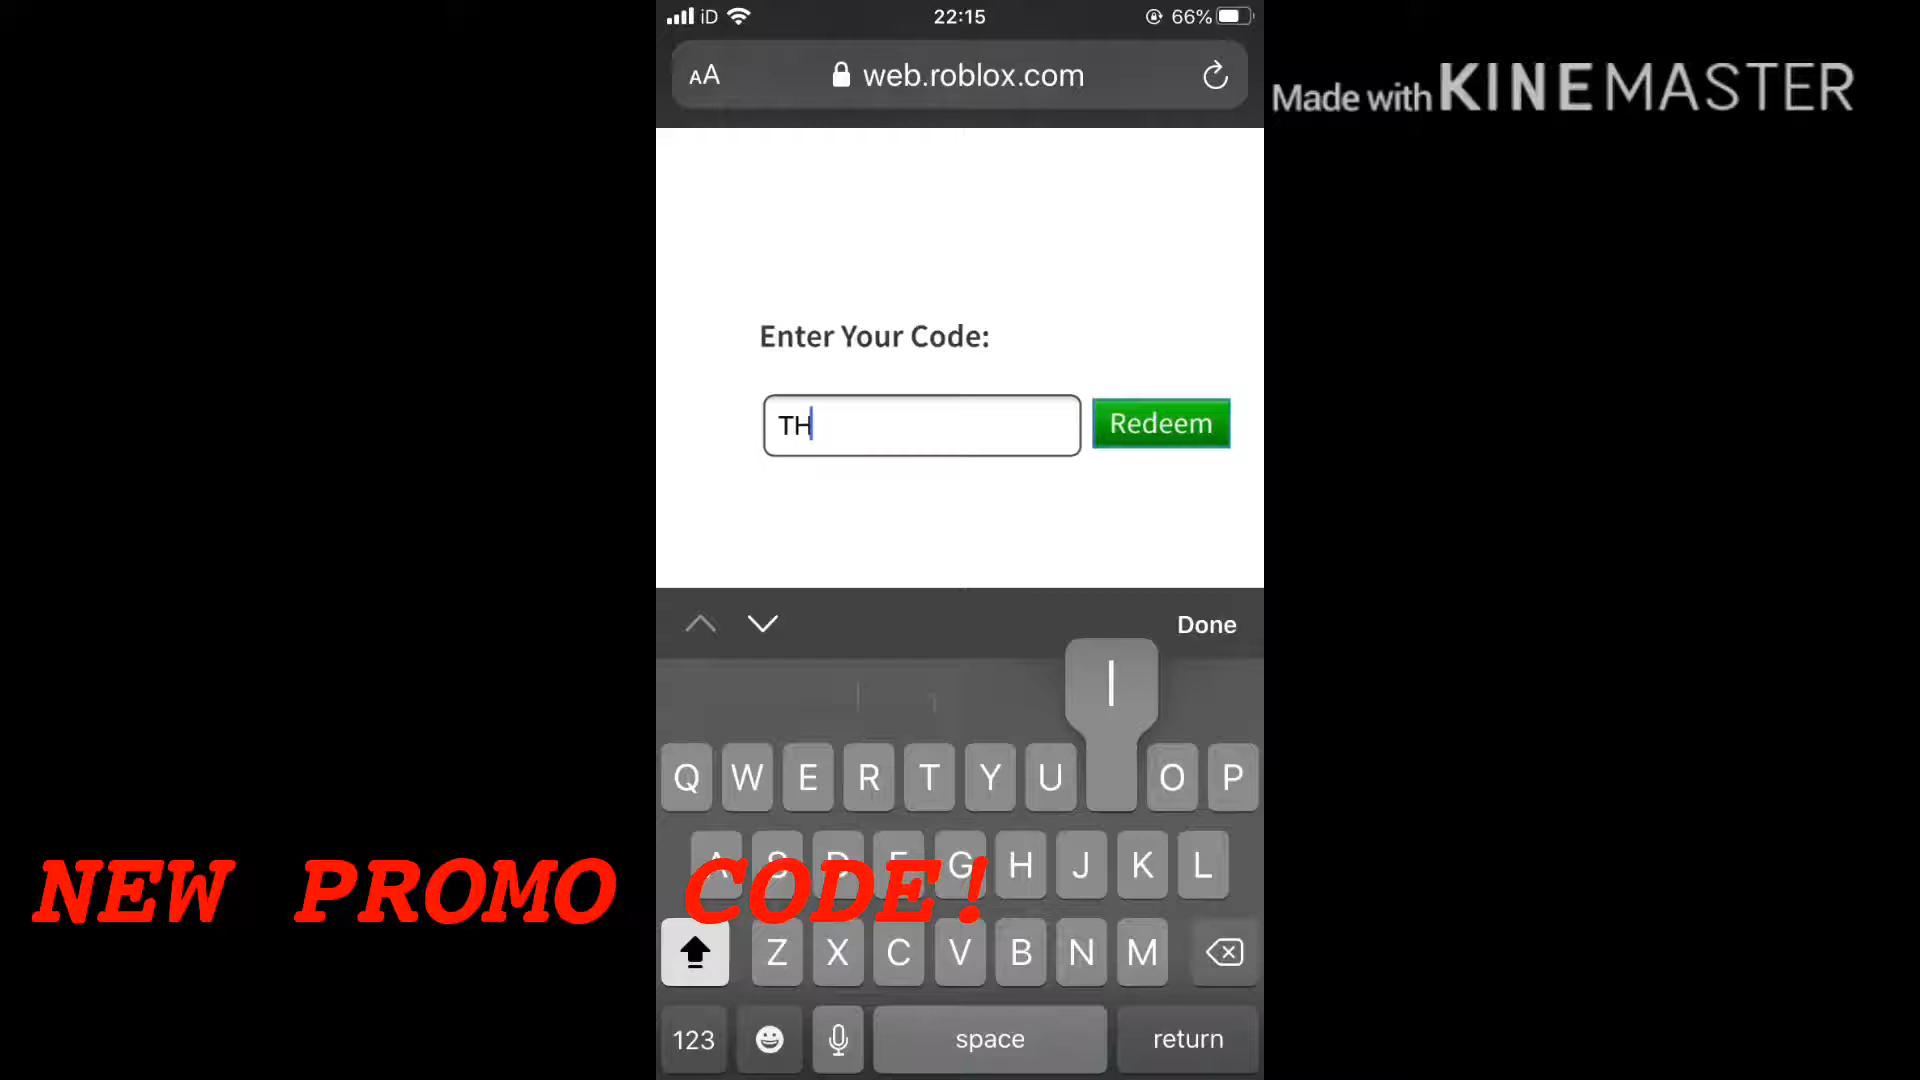 iD 22:15 66%
AA web.roblox.com
Made with KINEMASTER
Enter Your Code:
TH Redeem
Done
I
Q W E R T Y U O P
A S D F G H J K L
NEW PROMO CODE!
Z X C V B N M
123 space return